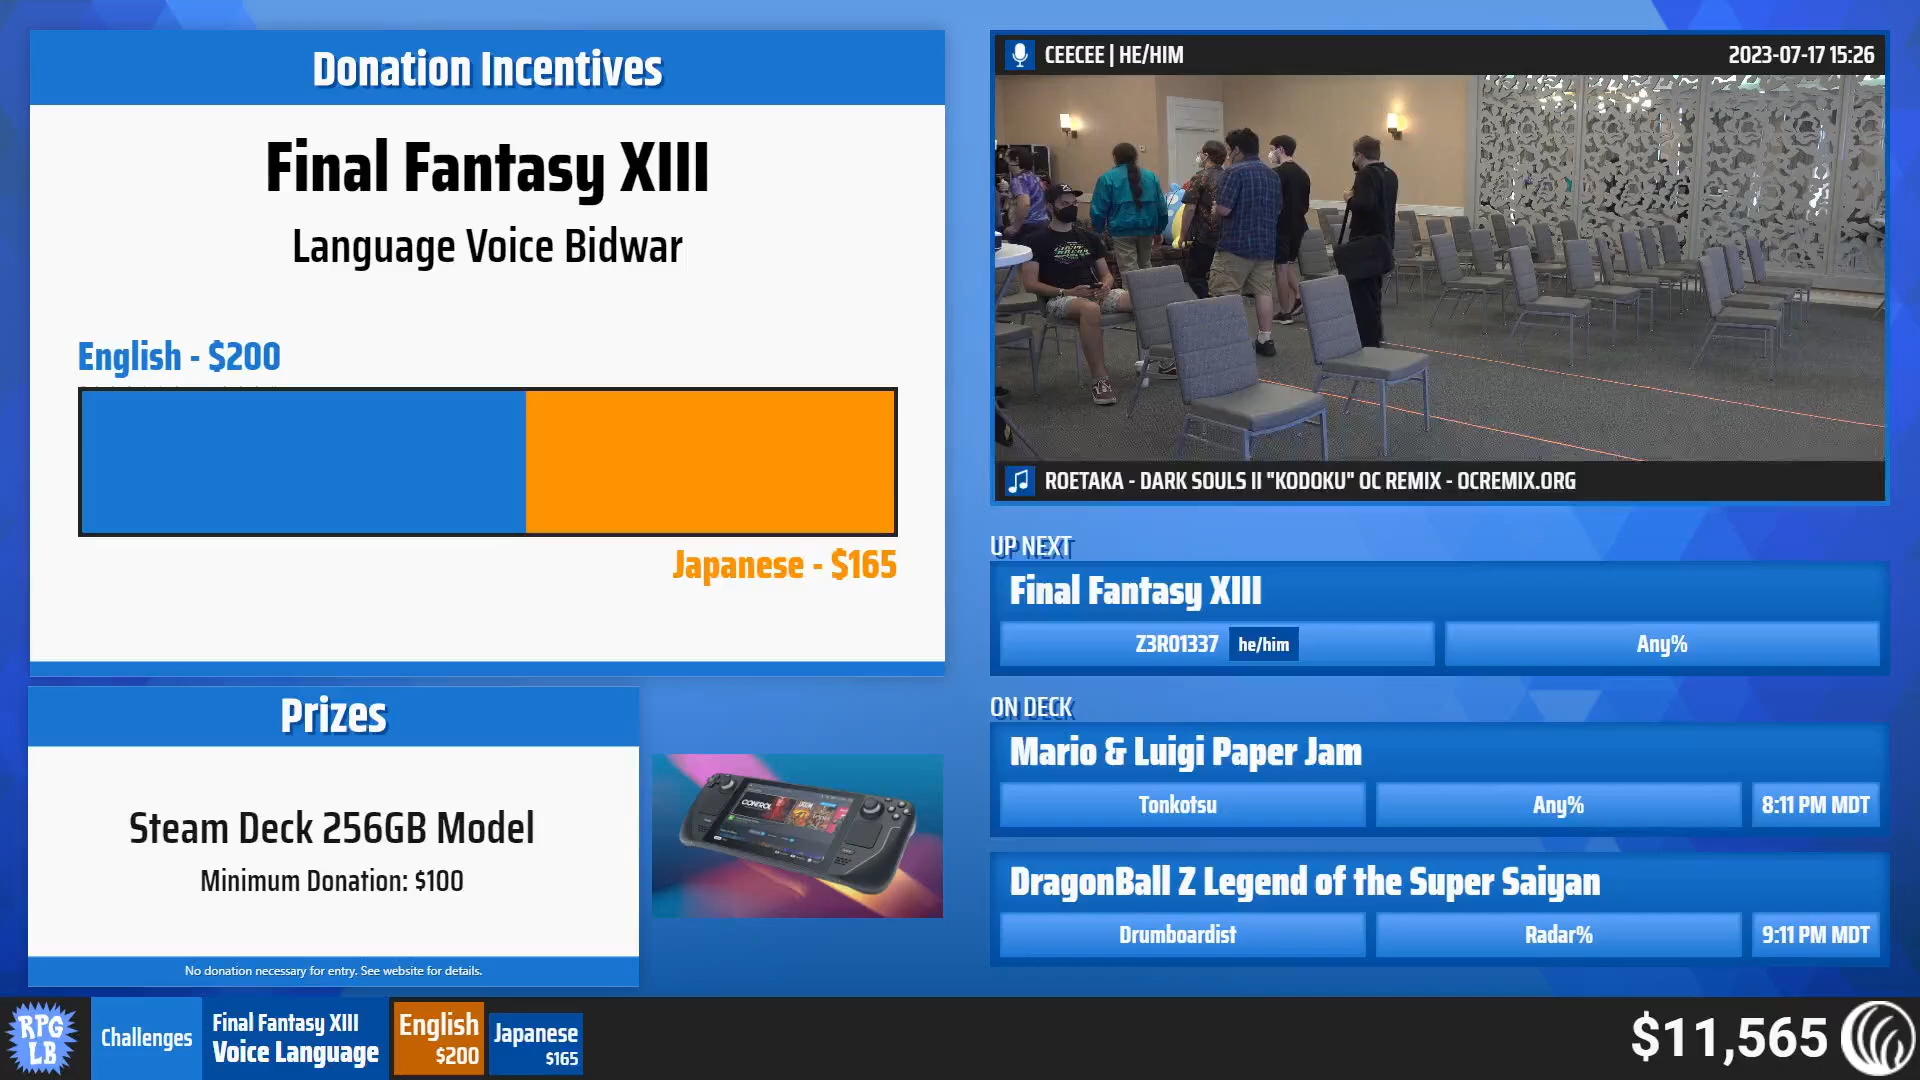 Donation Incentives
Final Fantasy XIII
Language Voice Bidwar
English - $200
Japanese - $165
Prizes
Steam Deck 256GB Model
Minimum Donation: $100
No donation necessary for entry. See website for details.
CEECEE | HE/HIM
2023-07-17 15:26
ROETAKA - DARK SOULS II "KODOKU" OC REMIX - OCREMIX.ORG
UP NEXT
Final Fantasy XIII
Z3R01337 he/him
Any%
ON DECK
Mario & Luigi Paper Jam
Tonkotsu
Any%
8:11 PM MDT
DragonBall Z Legend of the Super Saiyan
Drumboardist
Radar%
9:11 PM MDT
RPG
LB
Challenges
Final Fantasy XIII
Voice Language
English
$200
Japanese
$165
$11,565
CONTROL
DOOM